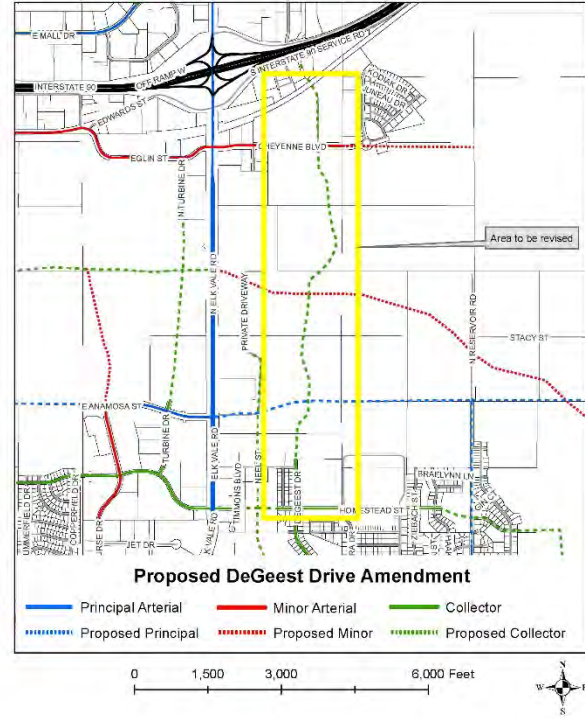 E MALL DR
S INTERSTATE 90 SERVICE RD
OFF RAMP W
INTERSTATE 90
EDWARDS ST
KODIAK DR
JUNEAU DR
CHEYENNE BLVD
EGLIN ST
N TURBINE DR
N ELK VALE RD
Area to be revised
PRIVATE DRIVEWAY
N RESERVOIR RD
STACY ST
E ANAMOSA ST
TURBINE DR
ELK VALE RD
TIMMONS BLVD
NEEL ST
DEGEEST DR
BRAELYNN LN
HOMESTEAD ST
COPPERFIELD DR
JET DR
Proposed DeGeest Drive Amendment
Principal Arterial Minor Arterial Collector
Proposed Principal Proposed Minor Proposed Collector
0 1,500 3,000 6,000 Feet
N
W E
S